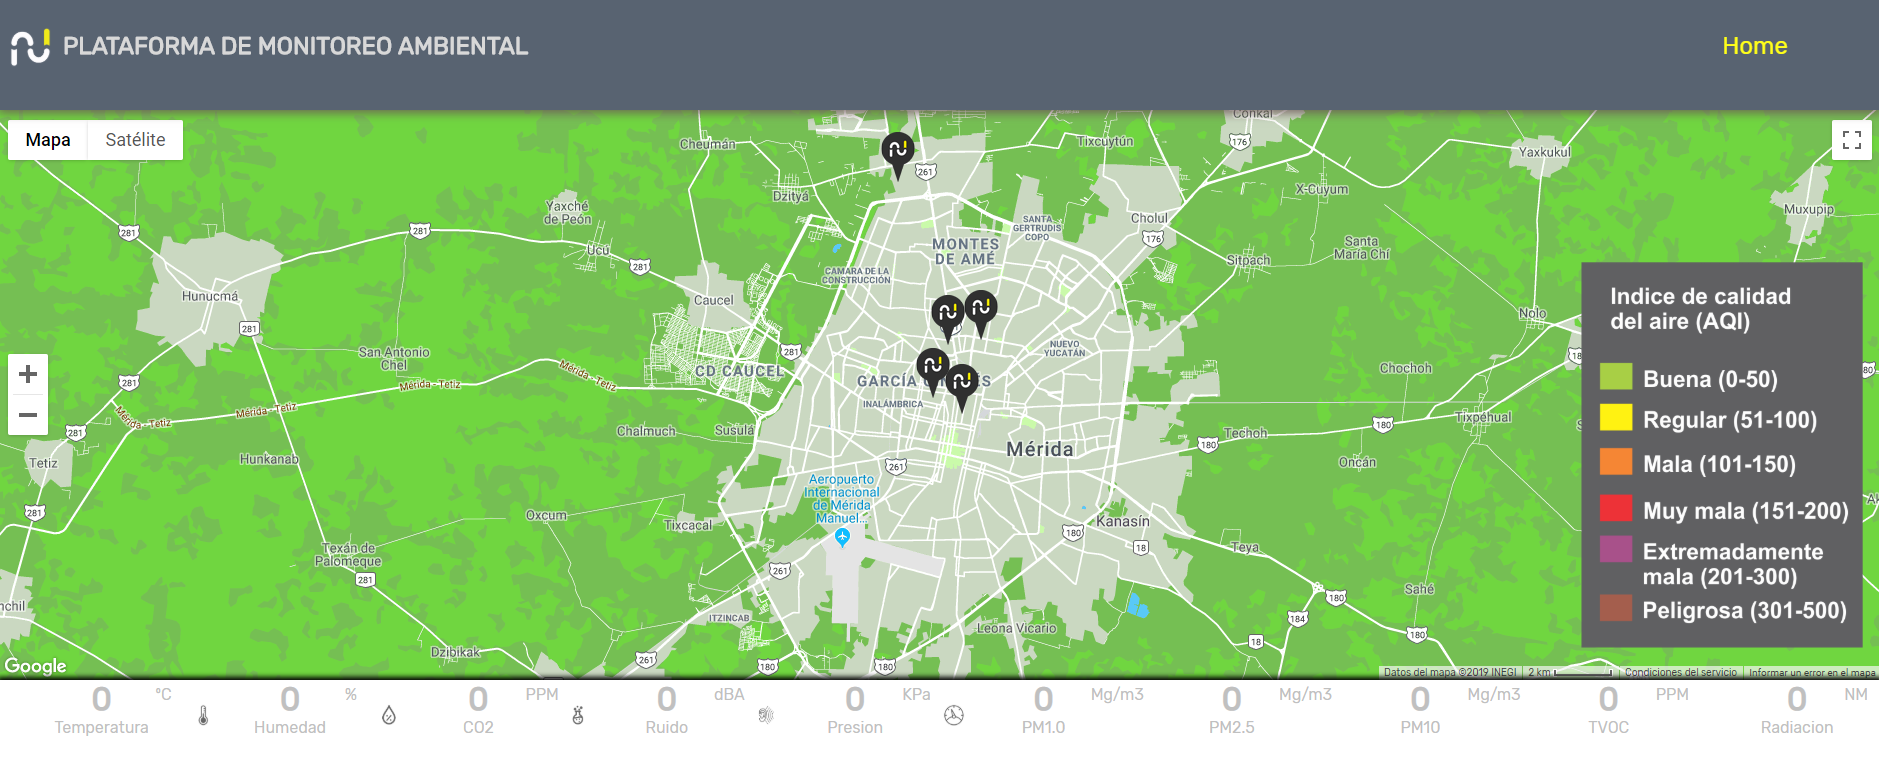 PLATAFORMA DE MONITOREO AMBIENTAL
Home
Mapa
Satélite
Conkal
Cheumán
Tixcuytún
176
Yaxkukul
261
Dzityá
X-Cuyum
Yaxché
de Peón
SANTA
GERTRUDIS
COPO
Cholul
Muxupip
281
281
MONTES
DE AMÉ
176
Santa
María Chí
Ucú
281
CAMARA DE LA
CONSTRUCCIÓN
Sitpach
Hunucmá
Caucel
Indice de calidad
del aire (AQI)
281
Nolo
San Antonio
Chel
281
NUEVO
YUCATÁN
Mérida - Tetiz
CD CAUCEL
GARCÍA
Chochoh
281
Mérida - Tetiz
Buena (0-50)
Mérida - Tetiz
INALÁMBRICA
Mérida - Tetiz
Regular (51-100)
281
Chalmuch
Susulá
Techoh
180
Tixpéhual
180
Mérida
Tetiz
Hunkanab
261
Oncán
Mala (101-150)
Aeropuerto
Internacional
de Mérida
Manuel...
281
Oxcum
Tixcacal
Kanasín
Muy mala (151-200)
180
18
Teya
Texán de
Palomeque
281
261
Extremadamente
mala (201-300)
Sahé
180
nchil
Peligrosa (301-500)
ITZINCAB
184
Leona Vicario
180
18
Dzibikak
261
180
180
Google
Datos del mapa ©2019 INEGI
2 km
Condiciones del servicio
Informar un error en el mapa
0 ºC
Temperatura
0 %
Humedad
0 PPM
CO2
0 dBA
Ruido
0 KPa
Presion
0 Mg/m3
PM1.0
0 Mg/m3
PM2.5
0 Mg/m3
PM10
0 PPM
TVOC
0 NM
Radiacion